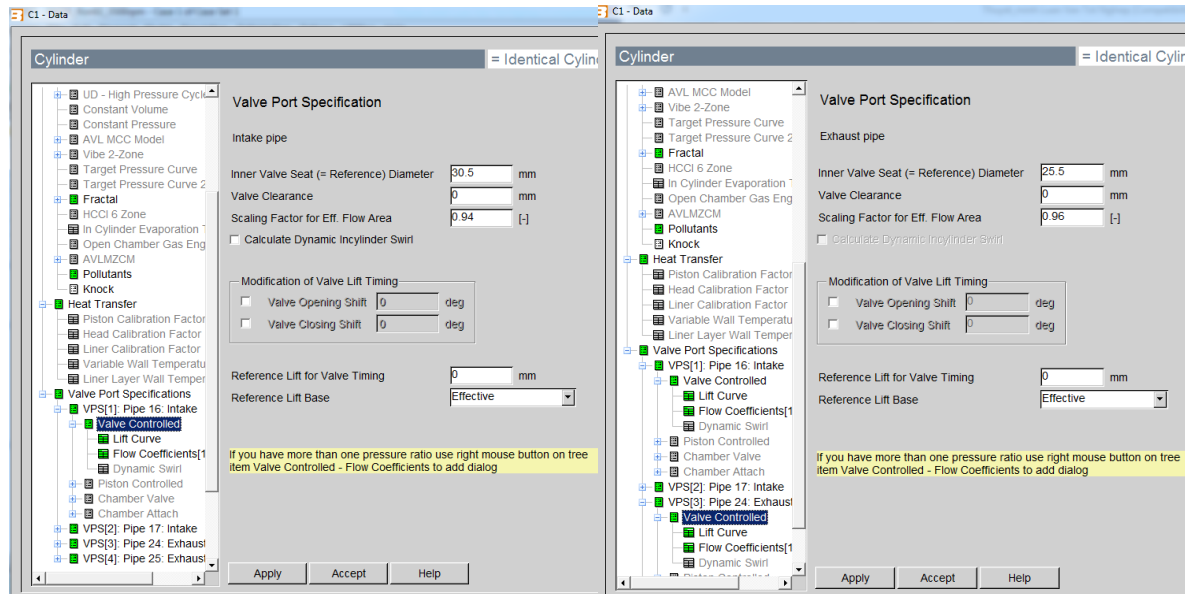 C1 - Data
Cylinder
= Identical Cylin
UD - High Pressure Cycle
Constant Volume
Constant Pressure
AVL MCC Model
Vibe 2-Zone
Target Pressure Curve
Target Pressure Curve 2
Fractal
HCCI 6 Zone
In Cylinder Evaporation T
Open Chamber Gas Eng
AVLMZCM
Pollutants
Knock
Heat Transfer
Piston Calibration Factor
Head Calibration Factor
Liner Calibration Factor
Variable Wall Temperatu
Liner Layer Wall Temper
Valve Port Specifications
VPS[1]: Pipe 16: Intake
Valve Controlled
Lift Curve
Flow Coefficients[1
Dynamic Swirl
Piston Controlled
Chamber Valve
Chamber Attach
VPS[2]: Pipe 17: Intake
VPS[3]: Pipe 24: Exhaust
VPS[4]: Pipe 25: Exhaust
Valve Port Specification
Intake pipe
Inner Valve Seat (= Reference) Diameter 30.5 mm
Valve Clearance 0 mm
Scaling Factor for Eff. Flow Area 0.94 [-]
Calculate Dynamic Incylinder Swirl
Modification of Valve Lift Timing
Valve Opening Shift 0 deg
Valve Closing Shift 0 deg
Reference Lift for Valve Timing 0 mm
Reference Lift Base Effective
If you have more than one pressure ratio use right mouse button on tree
item Valve Controlled - Flow Coefficients to add dialog
Apply Accept Help
C1 - Data
Cylinder
= Identical Cylir
AVL MCC Model
Vibe 2-Zone
Target Pressure Curve
Target Pressure Curve 2
Fractal
HCCI 6 Zone
In Cylinder Evaporation T
Open Chamber Gas Eng
AVLMZCM
Pollutants
Knock
Heat Transfer
Piston Calibration Factor
Head Calibration Factor
Liner Calibration Factor
Variable Wall Temperatu
Liner Layer Wall Temper
Valve Port Specifications
VPS[1]: Pipe 16: Intake
Valve Controlled
Lift Curve
Flow Coefficients[1
Dynamic Swirl
Piston Controlled
Chamber Valve
Chamber Attach
VPS[2]: Pipe 17: Intake
VPS[3]: Pipe 24: Exhaust
Valve Controlled
Lift Curve
Flow Coefficients[1
Dynamic Swirl
Valve Port Specification
Exhaust pipe
Inner Valve Seat (= Reference) Diameter 25.5 mm
Valve Clearance 0 mm
Scaling Factor for Eff. Flow Area 0.96 [-]
Calculate Dynamic Incylinder Swirl
Modification of Valve Lift Timing
Valve Opening Shift 0 deg
Valve Closing Shift 0 deg
Reference Lift for Valve Timing 0 mm
Reference Lift Base Effective
If you have more than one pressure ratio use right mouse button on tree
item Valve Controlled - Flow Coefficients to add dialog
Apply Accept Help